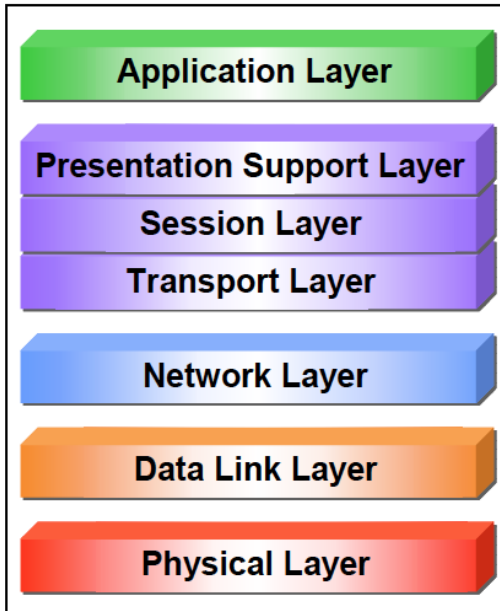 Application Layer
Presentation Support Layer
Session Layer
Transport Layer
Network Layer
Data Link Layer
Physical Layer